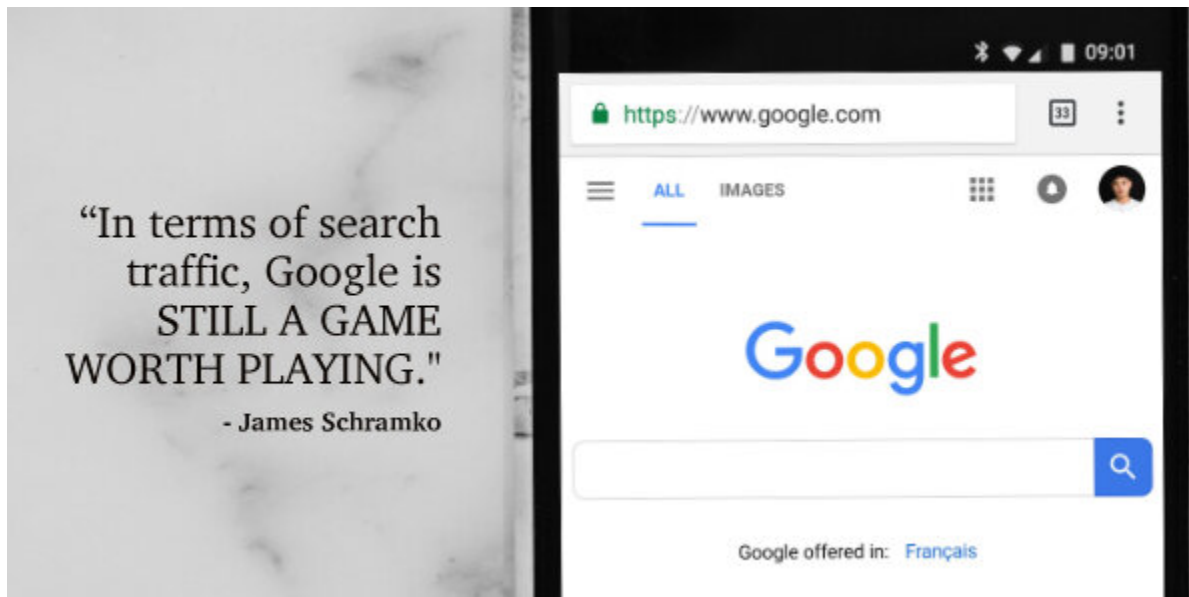 “In terms of search
traffic, Google is
STILL A GAME
WORTH PLAYING."
- James Schramko
09:01
https://www.google.com
33
ALL IMAGES
Google
Google offered in: Français